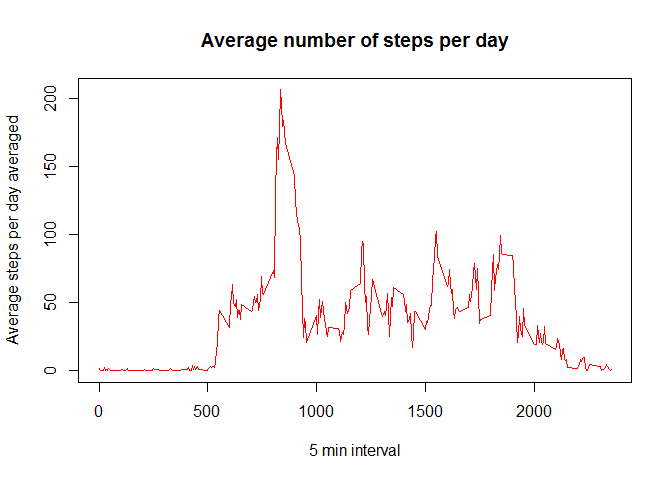 Average number of steps per day
Average steps per day averaged
200
150
100
50
0
0 500 1000 1500 2000
5 min interval